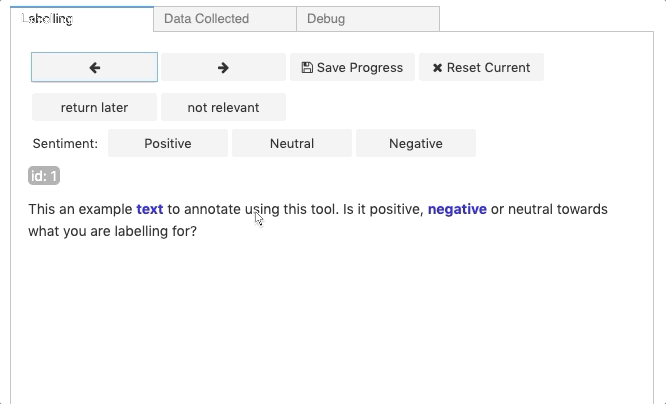 Labelling Data Collected Debug
Save Progress Reset Current
return later not relevant
Sentiment: Positive Neutral Negative
id: 1
This an example text to annotate using this tool. Is it positive, negative or neutral towards
what you are labelling for?